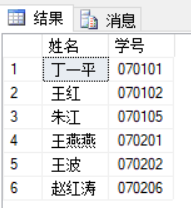 结果 消息
姓名 学号
1 丁一平 070101
2 王红 070102
3 朱江 070105
4 王燕燕 070201
5 王波 070202
6 赵红涛 070206